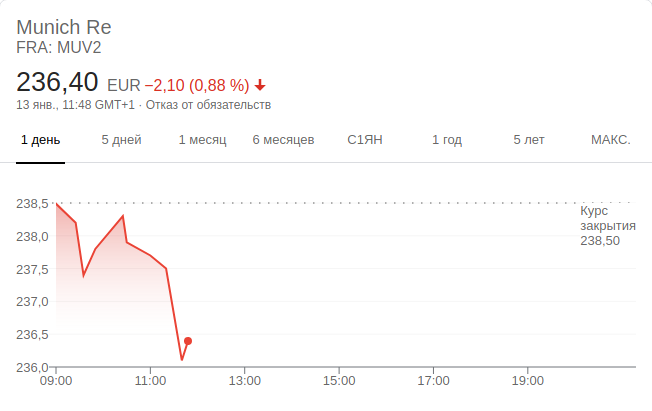 Munich Re
FRA: MUV2
236,40 EUR −2,10 (0,88 %)
13 янв., 11:48 GMT+1 · Отказ от обязательств
1 день 5 дней 1 месяц 6 месяцев С1ЯН 1 год 5 лет МАКС.
238,5
Курс
закрытия
238,50
238,0
237,5
237,0
236,5
236,0
09:00 11:00 13:00 15:00 17:00 19:00